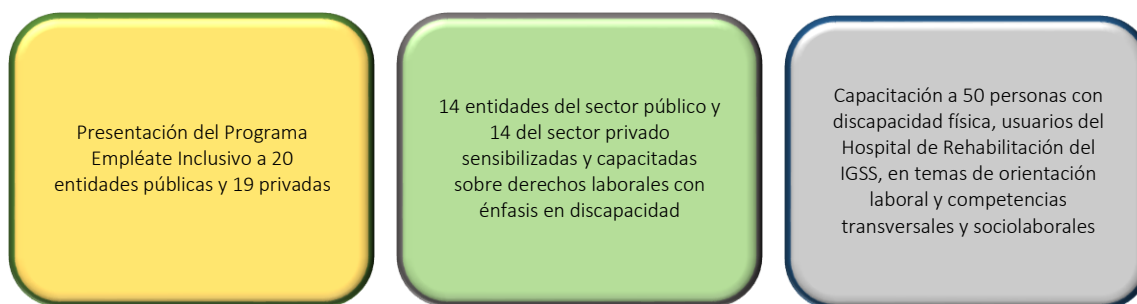 Presentación del Programa
Empléate Inclusivo a 20
entidades públicas y 19 privadas
14 entidades del sector público y
14 del sector privado
sensibilizadas y capacitadas
sobre derechos laborales con
énfasis en discapacidad
Capacitación a 50 personas con
discapacidad física, usuarios del
Hospital de Rehabilitación del
IGSS, en temas de orientación
laboral y competencias
transversales y sociolaborales